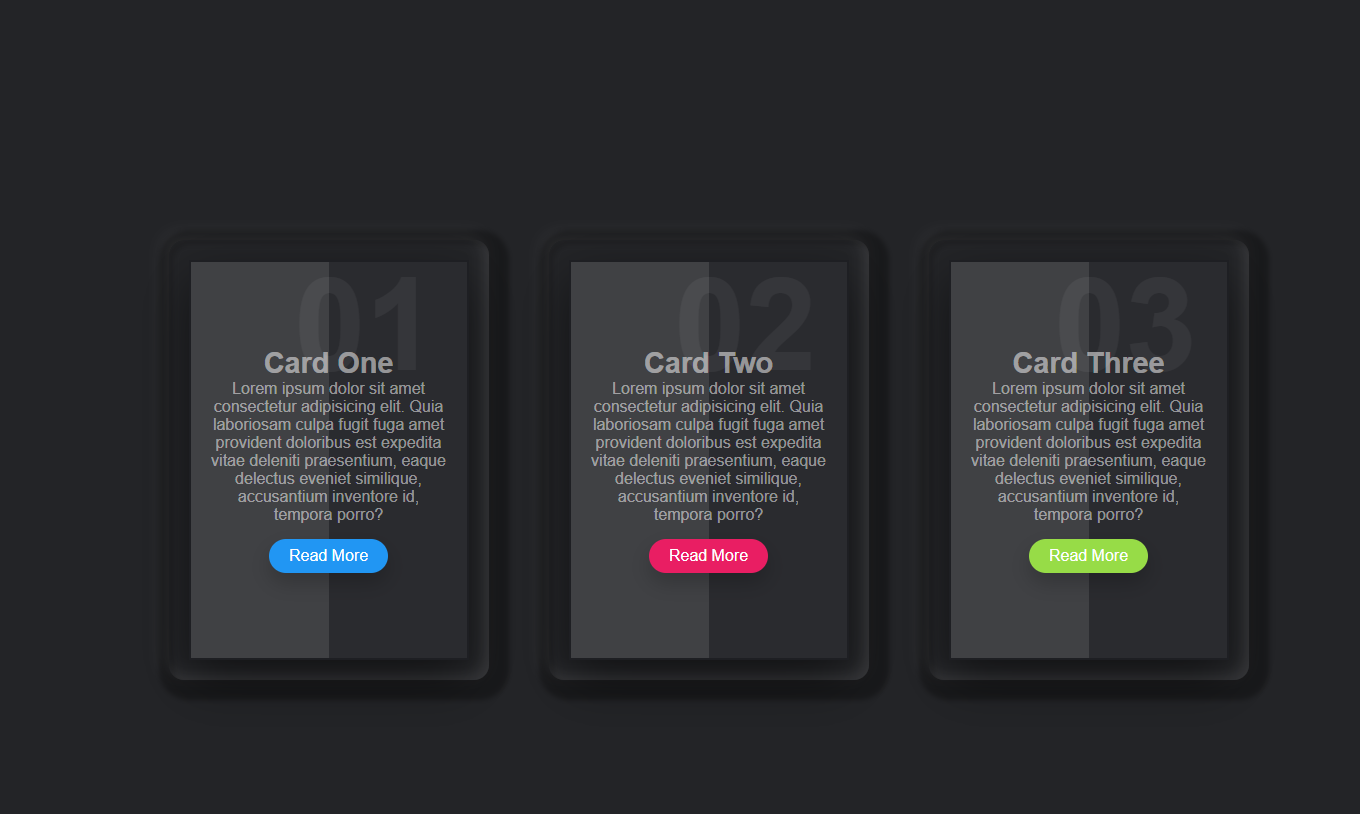 01
Card One
Lorem ipsum dolor sit amet
consectetur adipisicing elit. Quia
laboriosam culpa fugit fuga amet
provident doloribus est expedita
vitae deleniti praesentium, eaque
delectus eveniet similique,
accusantium inventore id,
tempora porro?
Read More
02
Card Two
Lorem ipsum dolor sit amet
consectetur adipisicing elit. Quia
laboriosam culpa fugit fuga amet
provident doloribus est expedita
vitae deleniti praesentium, eaque
delectus eveniet similique,
accusantium inventore id,
tempora porro?
Read More
03
Card Three
Lorem ipsum dolor sit amet
consectetur adipisicing elit. Quia
laboriosam culpa fugit fuga amet
provident doloribus est expedita
vitae deleniti praesentium, eaque
delectus eveniet similique,
accusantium inventore id,
tempora porro?
Read More